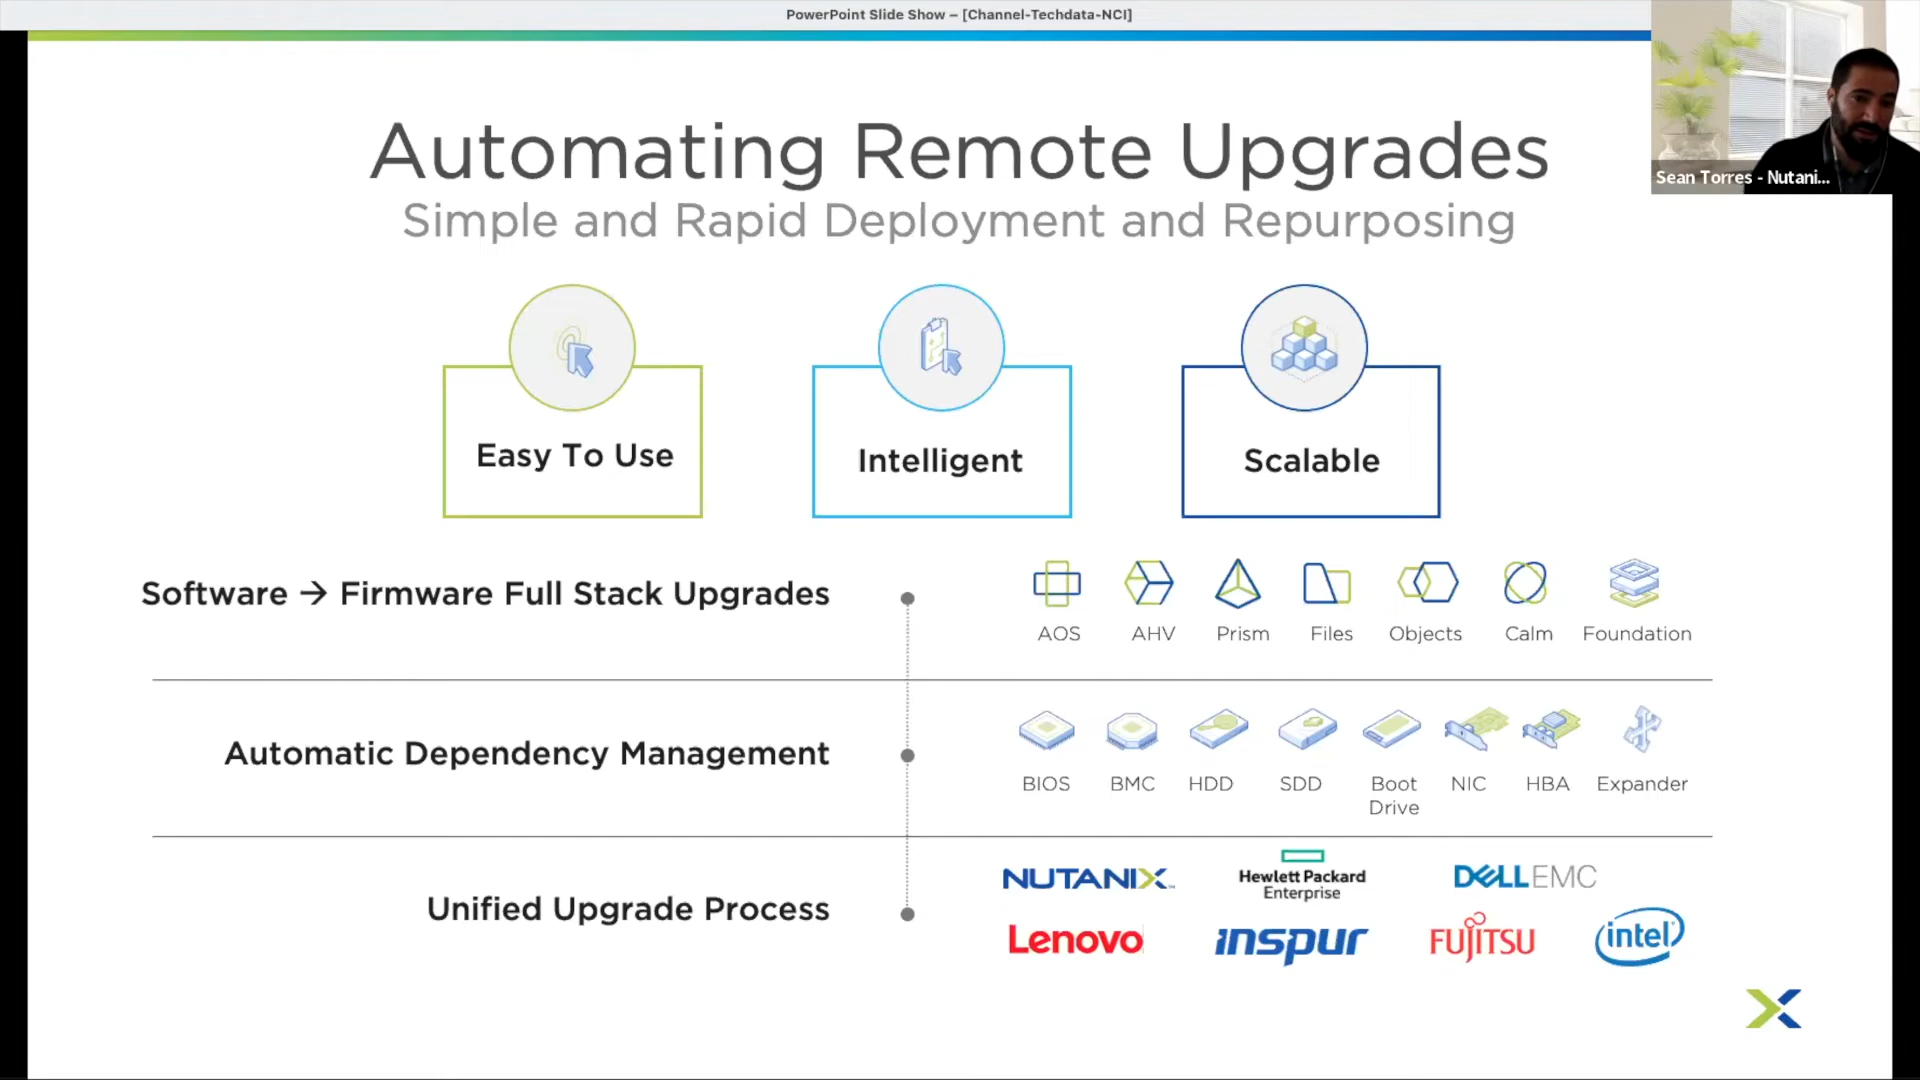 PowerPoint Slide Show – [Channel-Techdata-NCI]
Sean Torres - Nutani...
Automating Remote Upgrades
Simple and Rapid Deployment and Repurposing
Easy To Use
Intelligent
Scalable
Software → Firmware Full Stack Upgrades
AOS AHV Prism Files Objects Calm Foundation
Automatic Dependency Management
BIOS BMC HDD SDD Boot Drive NIC HBA Expander
Unified Upgrade Process
NUTANIX™
Hewlett Packard
Enterprise
DELLEMC
Lenovo inspur FUJITSU intel